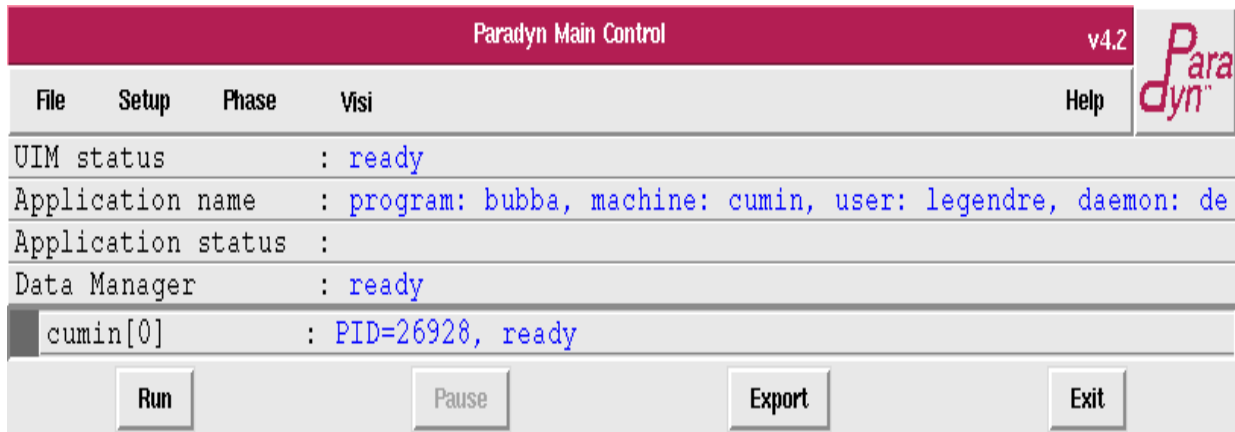 Paradyn Main Control v4.2
Para
dyn™
File Setup Phase Visi Help
UIM status : ready
Application name : program: bubba, machine: cumin, user: legendre, daemon: de
Application status :
Data Manager : ready
cumin[0] : PID=26928, ready
Run Pause Export Exit